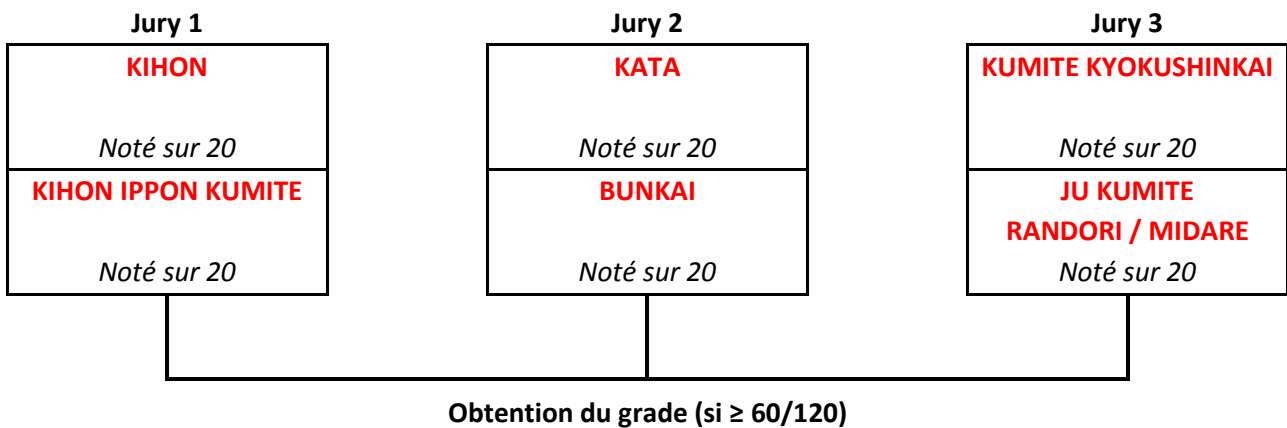 Jury 1
KIHON
Noté sur 20
KIHON IPPON KUMITE
Noté sur 20
Jury 2
KATA
Noté sur 20
BUNKAI
Noté sur 20
Jury 3
KUMITE KYOKUSHINKAI
Noté sur 20
JU KUMITE
RANDORI / MIDARE
Noté sur 20
Obtention du grade (si ≥ 60/120)